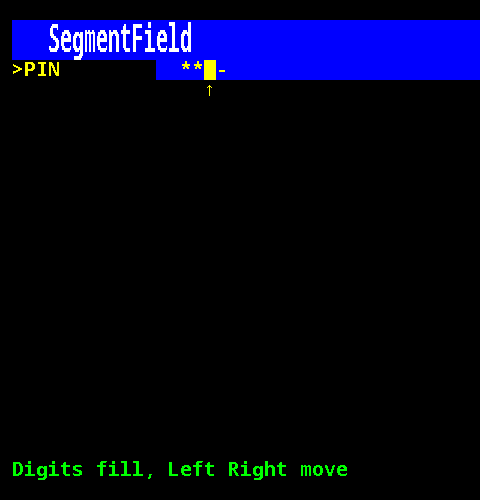 SegmentField
>PIN **-
↑
Digits fill, Left Right move